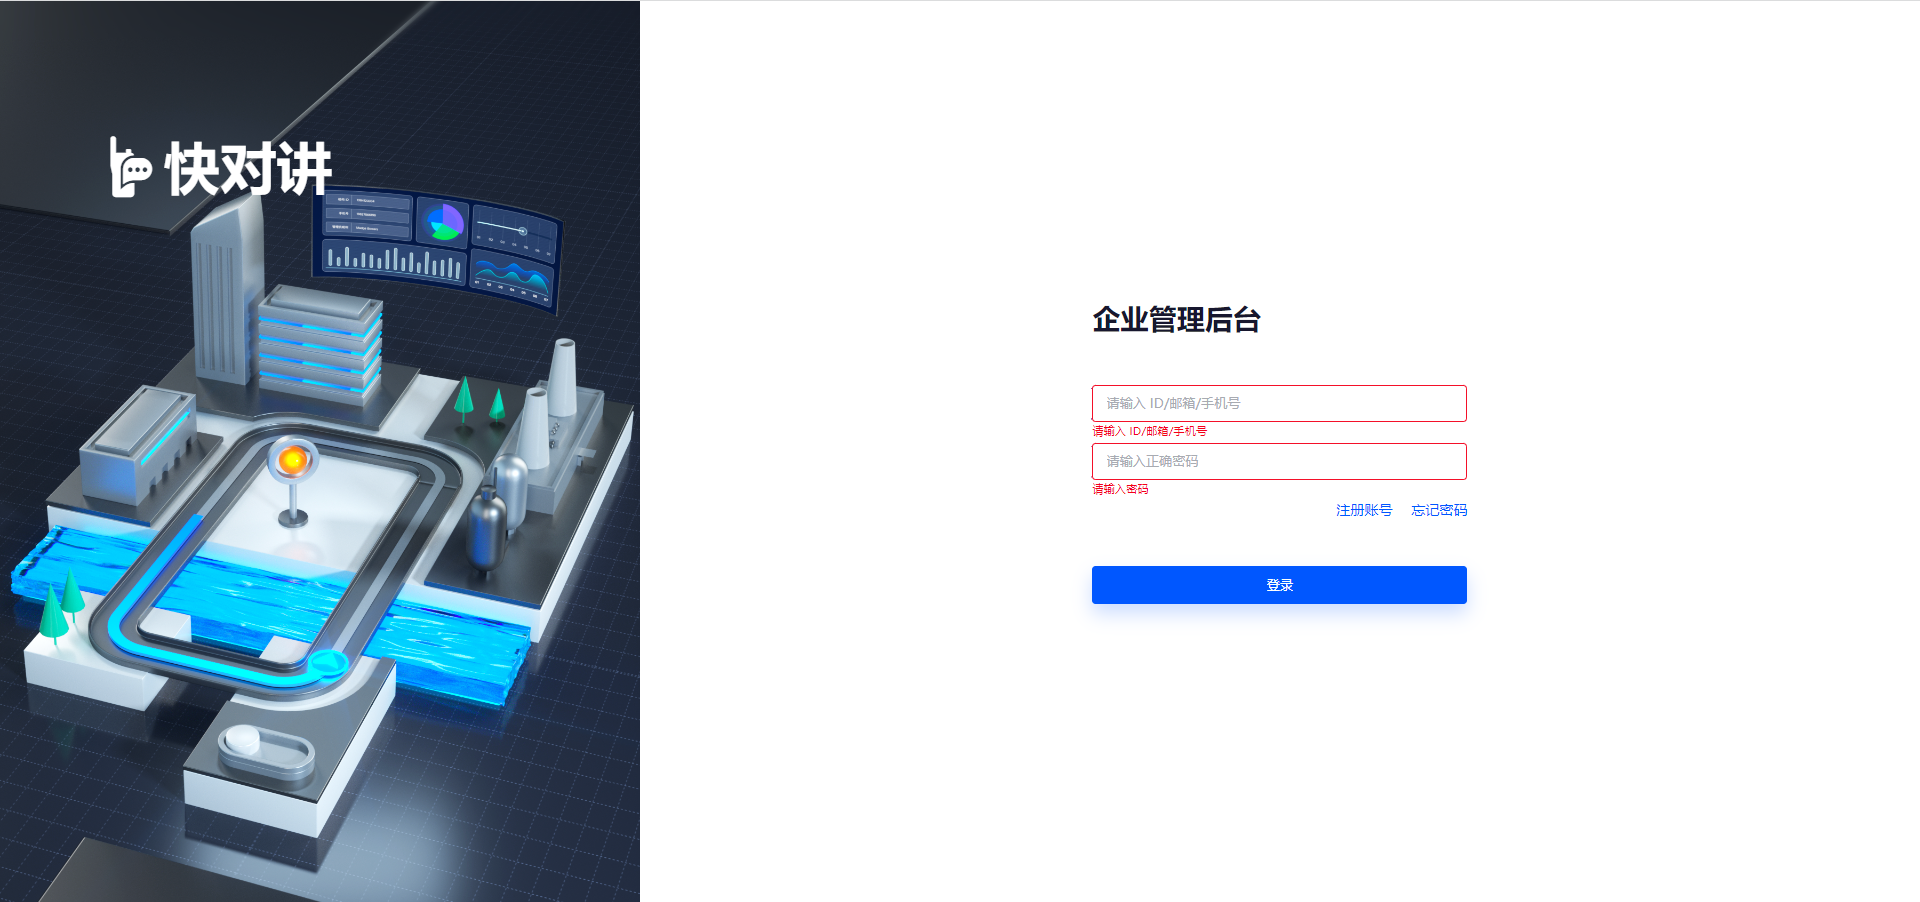 快对讲
企业管理后台
请输入 ID/邮箱/手机号
请输入 ID/邮箱/手机号
请输入正确密码
请输入密码
注册账号 忘记密码
登录